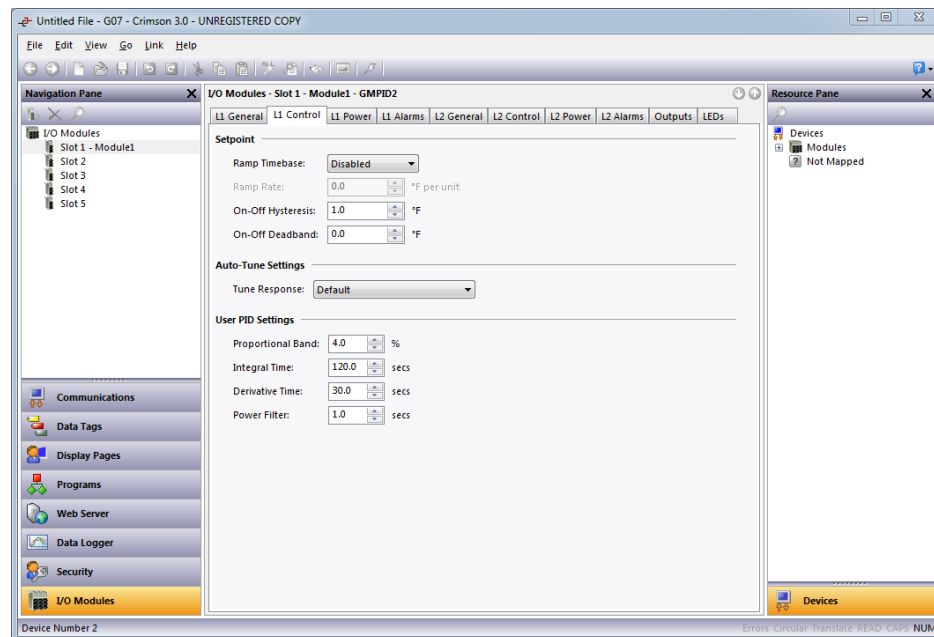 Untitled File - G07 - Crimson 3.0 - UNREGISTERED COPY
File Edit View Go Link Help
Navigation Pane
I/O Modules
Slot 1 - Module1
Slot 2
Slot 3
Slot 4
Slot 5
Communications
Data Tags
Display Pages
Programs
Web Server
Data Logger
Security
I/O Modules
I/O Modules - Slot 1 - Module1 - GMPID2
L1 General L1 Control L1 Power L1 Alarms L2 General L2 Control L2 Power L2 Alarms Outputs LEDs
Setpoint
Ramp Timebase: Disabled
Ramp Rate: 0.0 °F per unit
On-Off Hysteresis: 1.0 °F
On-Off Deadband: 0.0 °F
Auto-Tune Settings
Tune Response: Default
User PID Settings
Proportional Band: 4.0 %
Integral Time: 120.0 secs
Derivative Time: 30.0 secs
Power Filter: 1.0 secs
Resource Pane
Devices
Modules
Not Mapped
Devices
Device Number 2
Errors Circular Translate READ CAPS NUM